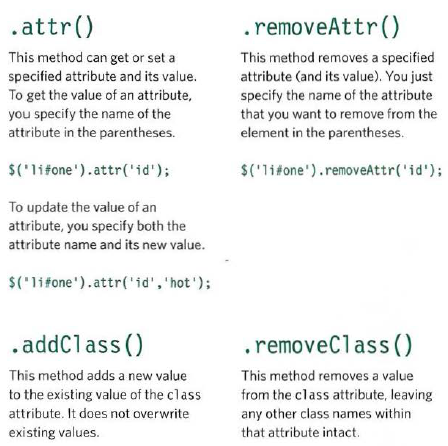 .attr()
This method can get or set a
specified attribute and its value.
To get the value of an attribute,
you specify the name of the
attribute in the parentheses.
$('li#one').attr('id');
To update the value of an
attribute, you specify both the
attribute name and its new value.
$('li#one').attr('id','hot');
.removeAttr()
This method removes a specified
attribute (and its value). You just
specify the name of the attribute
that you want to remove from the
element in the parentheses.
$('li#one').removeAttr('id');
.addClass()
This method adds a new value
to the existing value of the class
attribute. It does not overwrite
existing values.
.removeClass()
This method removes a value
from the class attribute, leaving
any other class names within
that attribute intact.